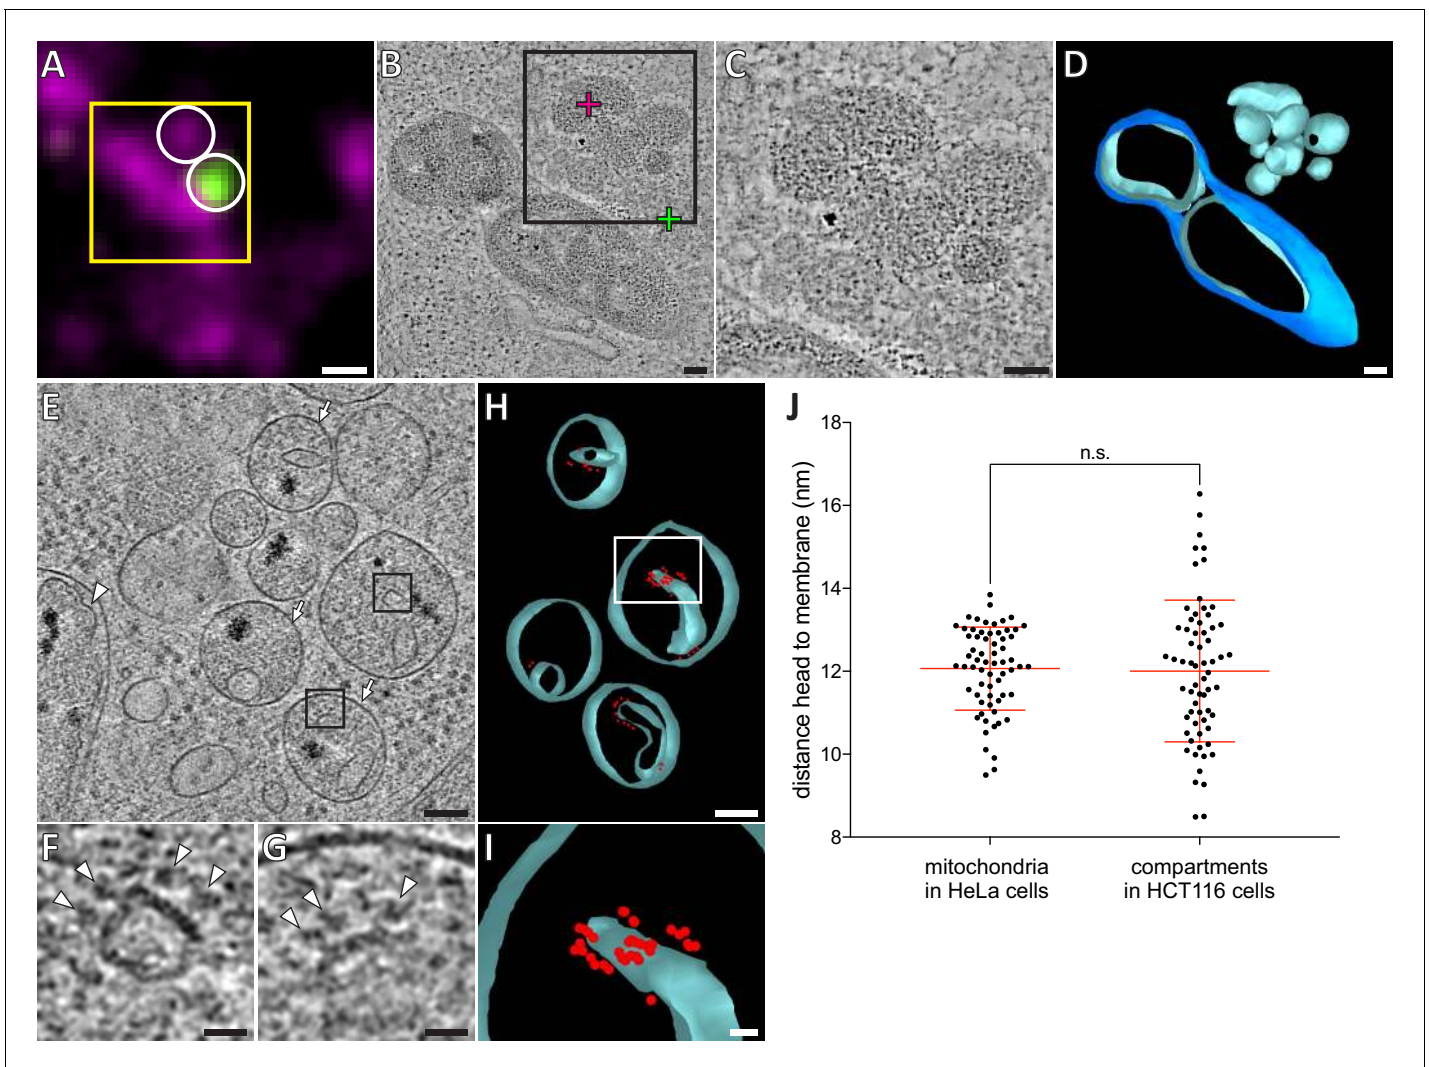 A
B
C
D
E
H
J
F
G
I
n.s.
18
16
14
12
10
8
distance head to membrane (nm)
mitochondria
in HeLa cells
compartments
in HCT116 cells